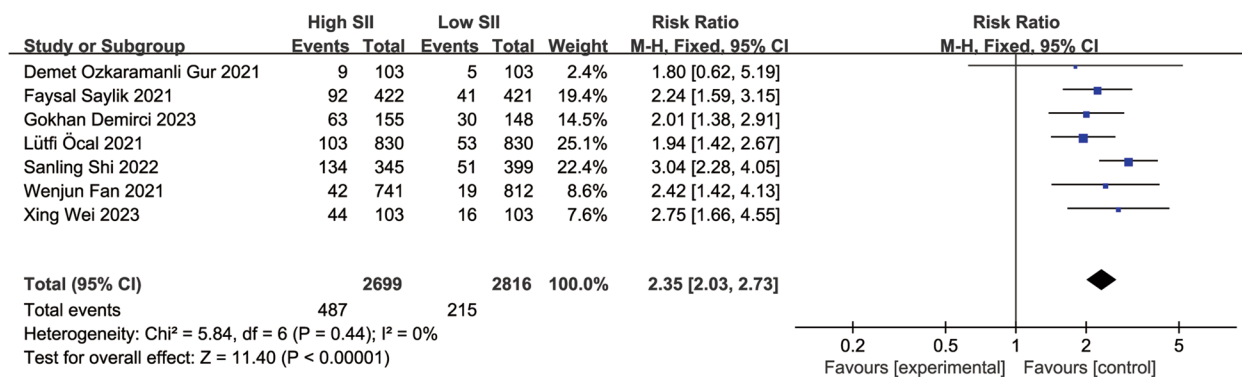 High SII Low SII Risk Ratio Risk Ratio
Study or Subgroup Events Total Events Total Weight M-H, Fixed, 95% CI M-H, Fixed, 95% CI
Demet Ozkaramanli Gur 2021 9 103 5 103 2.4% 1.80 [0.62, 5.19]
Faysal Saylik 2021 92 422 41 421 19.4% 2.24 [1.59, 3.15]
Gokhan Demirci 2023 63 155 30 148 14.5% 2.01 [1.38, 2.91]
Lütfi Öcal 2021 103 830 53 830 25.1% 1.94 [1.42, 2.67]
Sanling Shi 2022 134 345 51 399 22.4% 3.04 [2.28, 4.05]
Wenjun Fan 2021 42 741 19 812 8.6% 2.42 [1.42, 4.13]
Xing Wei 2023 44 103 16 103 7.6% 2.75 [1.66, 4.55]
Total (95% CI) 2699 2816 100.0% 2.35 [2.03, 2.73]
Total events 487 215
Heterogeneity: Chi² = 5.84, df = 6 (P = 0.44); I² = 0%
Test for overall effect: Z = 11.40 (P < 0.00001)
0.2 0.5 1 2 5
Favours [experimental] Favours [control]